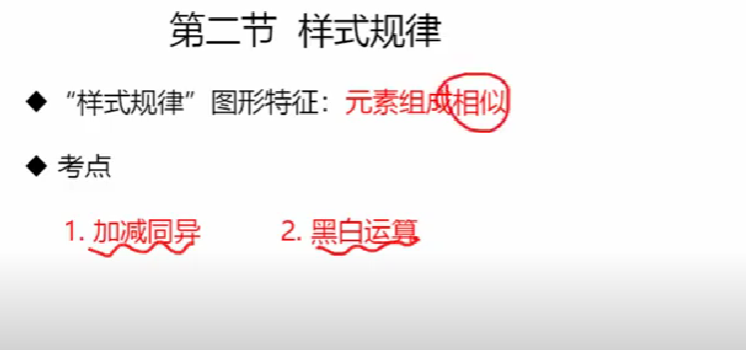 第二节 样式规律
◆ “样式规律”图形特征：元素组成相似
◆ 考点
1. 加减同异 2. 黑白运算